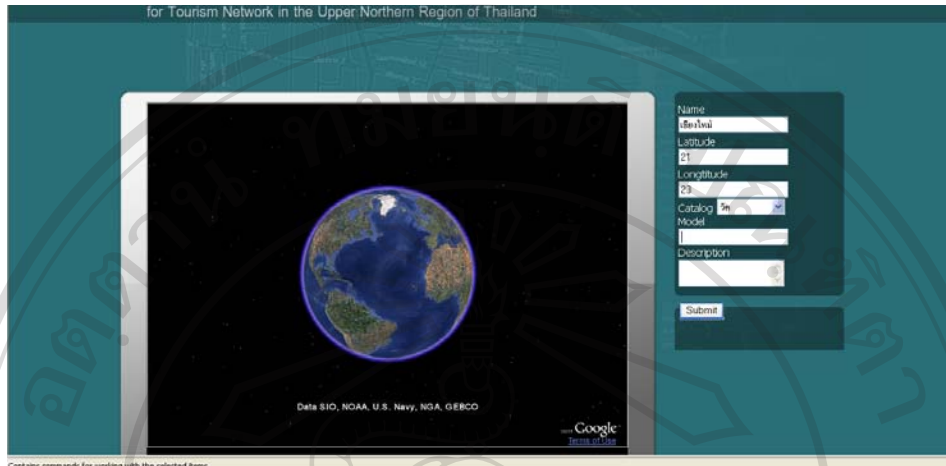 for Tourism Network in the Upper Northern Region of Thailand
Name
เชียงใหม่
Latitude
21
Longtitude
23
Catalog วัด
Model
Description
Submit
Data SIO, NOAA, U.S. Navy, NGA, GEBCO
Google
Terms of Use
Contains commands for working with the selected items.